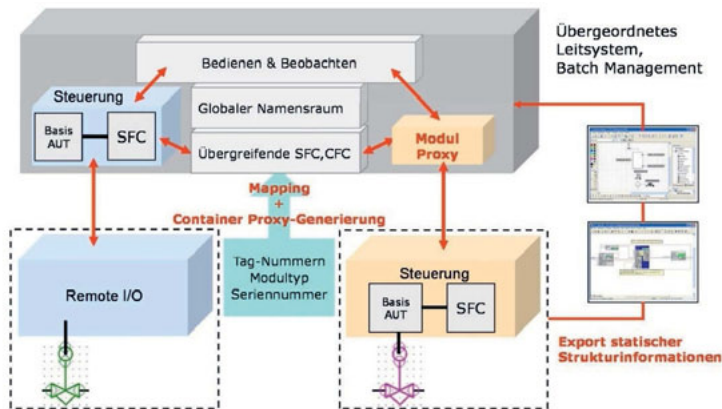 Übergeordnetes
Leitsystem,
Batch Management
Bedienen & Beobachten
Steuerung
Basis
AUT
SFC
Globaler Namensraum
Übergreifende SFC,CFC
Modul
Proxy
Mapping
+
Container Proxy-Generierung
Tag-Nummern
Modultyp
Seriennummer
Remote I/O
Steuerung
Basis
AUT
SFC
Export statischer
Strukturinformationen